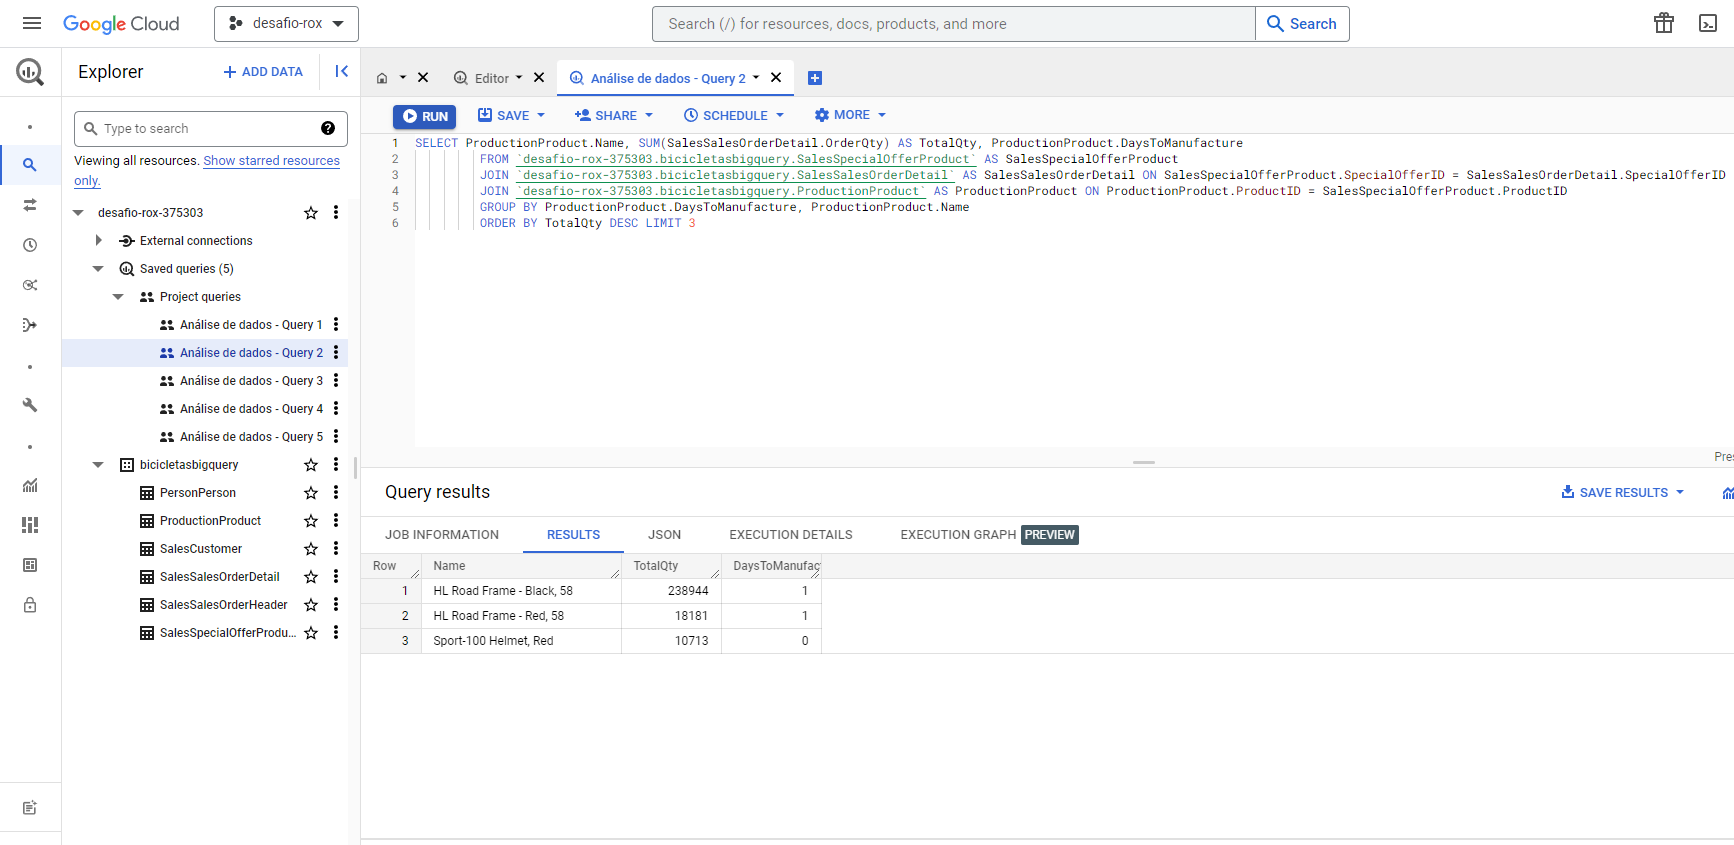 Google Cloud
desafio-rox
Search (/) for resources, docs, products, and more
Search
Explorer
+ ADD DATA
Type to search
Viewing all resources. Show starred resources
only.
desafio-rox-375303
External connections
Saved queries (5)
Project queries
Análise de dados - Query 1
Análise de dados - Query 2
Análise de dados - Query 3
Análise de dados - Query 4
Análise de dados - Query 5
bicicletasbigquery
PersonPerson
ProductionProduct
SalesCustomer
SalesSalesOrderDetail
SalesSalesOrderHeader
SalesSpecialOfferProdu...
Editor
Análise de dados - Query 2
RUN SAVE SHARE SCHEDULE MORE
1 SELECT ProductionProduct.Name, SUM(SalesSalesOrderDetail.OrderQty) AS TotalQty, ProductionProduct.DaysToManufacture
2 FROM `desafio-rox-375303.bicicletasbigquery.SalesSpecialOfferProduct` AS SalesSpecialOfferProduct
3 JOIN `desafio-rox-375303.bicicletasbigquery.SalesSalesOrderDetail` AS SalesSalesOrderDetail ON SalesSpecialOfferProduct.SpecialOfferID = SalesSalesOrderDetail.SpecialOfferID
4 JOIN `desafio-rox-375303.bicicletasbigquery.ProductionProduct` AS ProductionProduct ON ProductionProduct.ProductID = SalesSpecialOfferProduct.ProductID
5 GROUP BY ProductionProduct.DaysToManufacture, ProductionProduct.Name
6 ORDER BY TotalQty DESC LIMIT 3
Pres
Query results
SAVE RESULTS
JOB INFORMATION RESULTS JSON EXECUTION DETAILS EXECUTION GRAPH PREVIEW
Row Name TotalQty DaysToManufac
1 HL Road Frame - Black, 58 238944 1
2 HL Road Frame - Red, 58 18181 1
3 Sport-100 Helmet, Red 10713 0